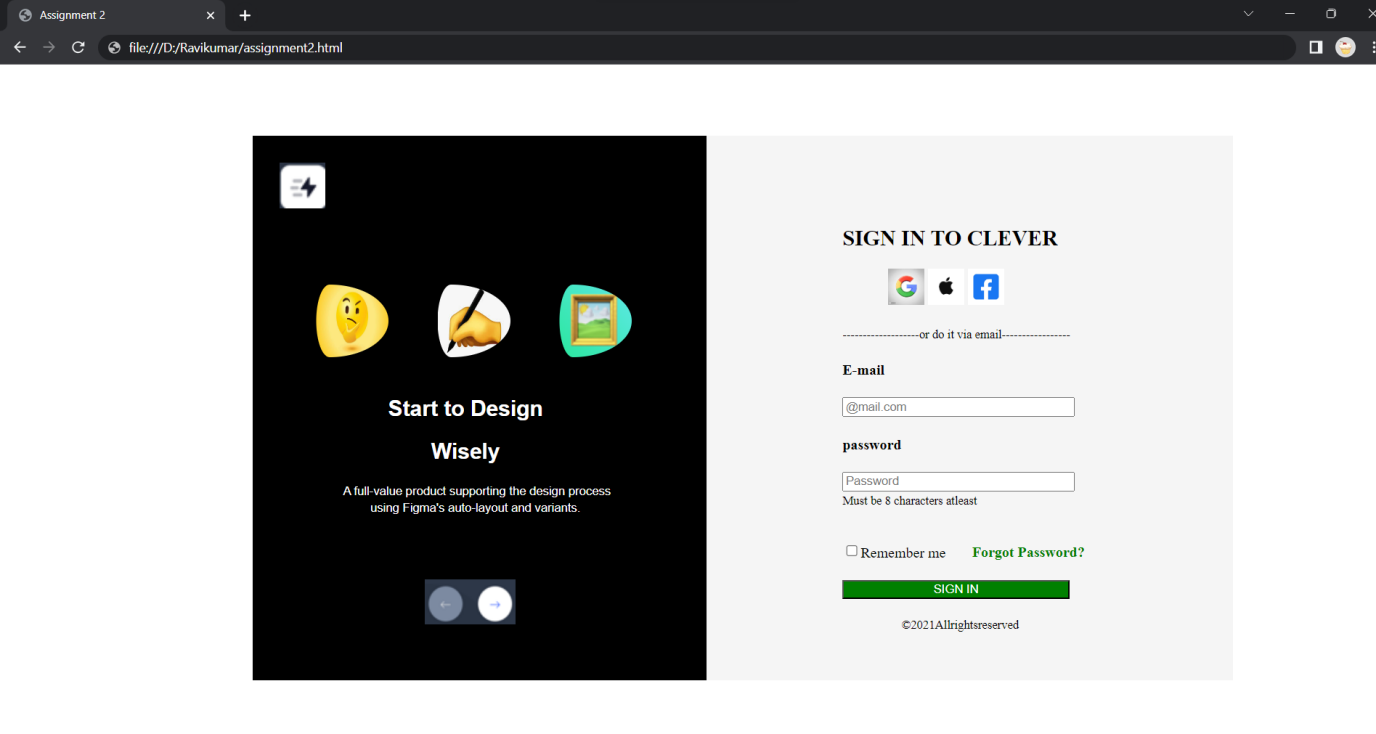 Assignment 2
file:///D:/Ravikumar/assignment2.html
Start to Design
Wisely
A full-value product supporting the design process
using Figma's auto-layout and variants.
SIGN IN TO CLEVER
-------------------or do it via email-----------------
E-mail
@mail.com
password
Password
Must be 8 characters atleast
Remember me Forgot Password?
SIGN IN
©2021Allrightsreserved